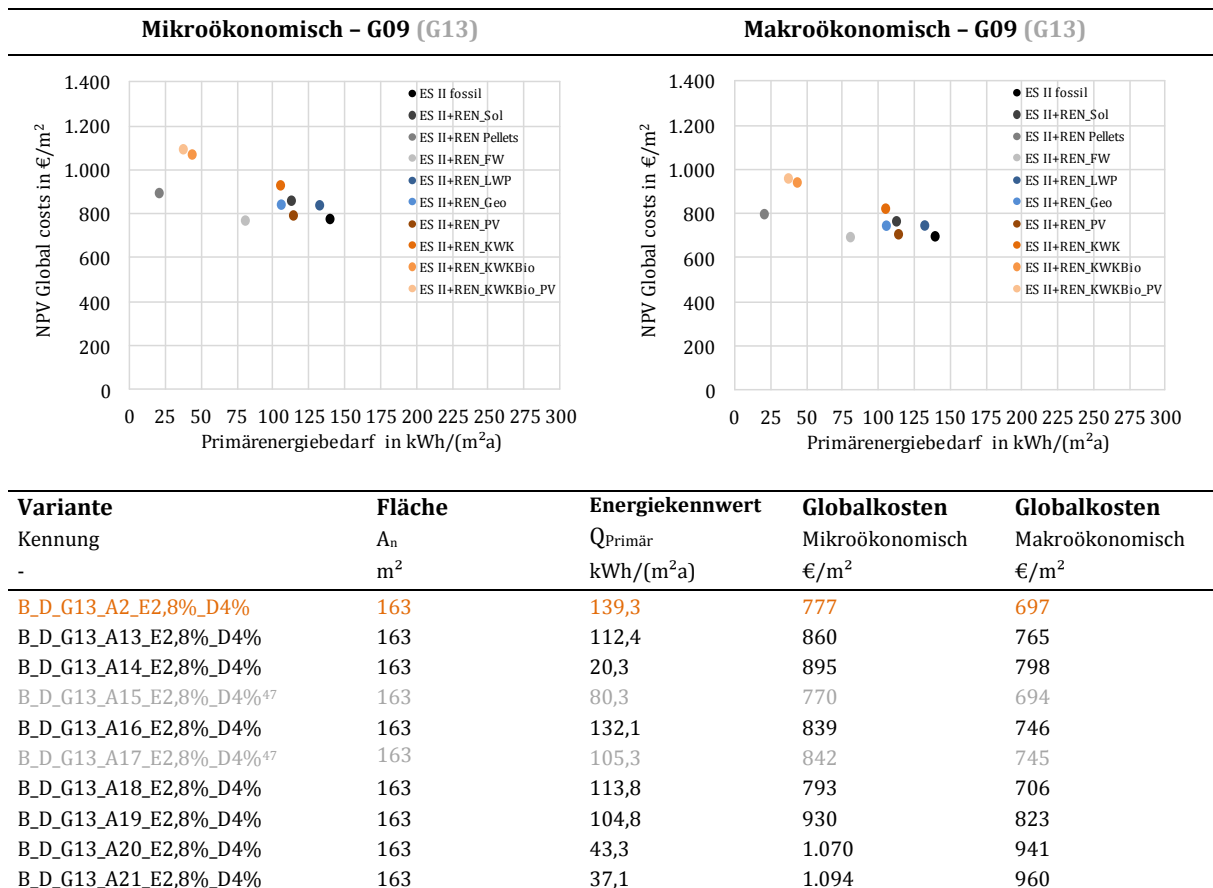 Mikroökonomisch – G09 (G13)
Makroökonomisch – G09 (G13)
1.400
1.200
1.000
800
600
400
200
0
NPV Global costs in €/m²
0 25 50 75 100 125 150 175 200 225 250 275 300
Primärenergiebedarf in kWh/(m²a)
ES II fossil
ES II+REN_Sol
ES II+REN Pellets
ES II+REN_FW
ES II+REN_LWP
ES II+REN_Geo
ES II+REN_PV
ES II+REN_KWK
ES II+REN_KWKBio
ES II+REN_KWKBio_PV
1.400
1.200
1.000
800
600
400
200
0
NPV Global costs in €/m²
0 25 50 75 100 125 150 175 200 225 250 275 300
Primärenergiebedarf in kWh/(m²a)
ES II fossil
ES II+REN_Sol
ES II+REN Pellets
ES II+REN_FW
ES II+REN_LWP
ES II+REN_Geo
ES II+REN_PV
ES II+REN_KWK
ES II+REN_KWKBio
ES II+REN_KWKBio_PV
Variante Fläche Energiekennwert Globalkosten Globalkosten
Kennung Aₙ QPrimär Mikroökonomisch Makroökonomisch
- m² kWh/(m²a) €/m² €/m²
B_D_G13_A2_E2,8%_D4% 163 139,3 777 697
B_D_G13_A13_E2,8%_D4% 163 112,4 860 765
B_D_G13_A14_E2,8%_D4% 163 20,3 895 798
B_D_G13_A15_E2,8%_D4%⁴⁷ 163 80,3 770 694
B_D_G13_A16_E2,8%_D4% 163 132,1 839 746
B_D_G13_A17_E2,8%_D4%⁴⁷ 163 105,3 842 745
B_D_G13_A18_E2,8%_D4% 163 113,8 793 706
B_D_G13_A19_E2,8%_D4% 163 104,8 930 823
B_D_G13_A20_E2,8%_D4% 163 43,3 1.070 941
B_D_G13_A21_E2,8%_D4% 163 37,1 1.094 960